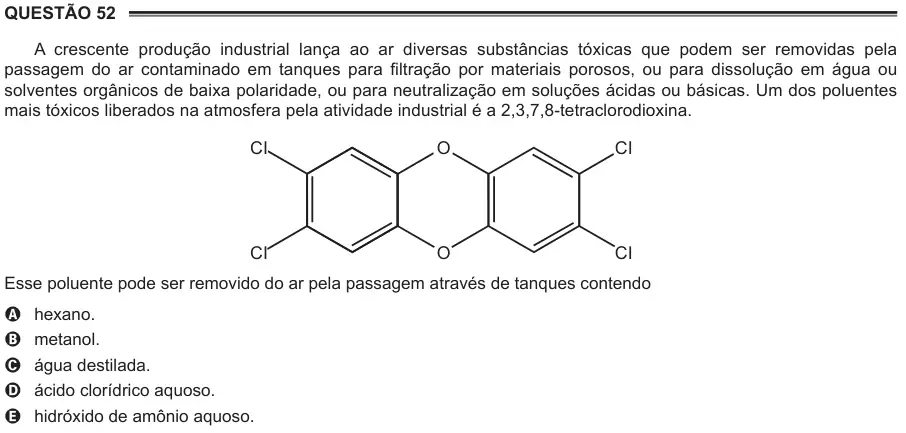 QUESTÃO 52
A crescente produção industrial lança ao ar diversas substâncias tóxicas que podem ser removidas pela
passagem do ar contaminado em tanques para filtração por materiais porosos, ou para dissolução em água ou
solventes orgânicos de baixa polaridade, ou para neutralização em soluções ácidas ou básicas. Um dos poluentes
mais tóxicos liberados na atmosfera pela atividade industrial é a 2,3,7,8-tetraclorodioxina.
Cl O Cl
Cl O Cl
Esse poluente pode ser removido do ar pela passagem através de tanques contendo
A hexano.
B metanol.
C água destilada.
D ácido clorídrico aquoso.
E hidróxido de amônio aquoso.